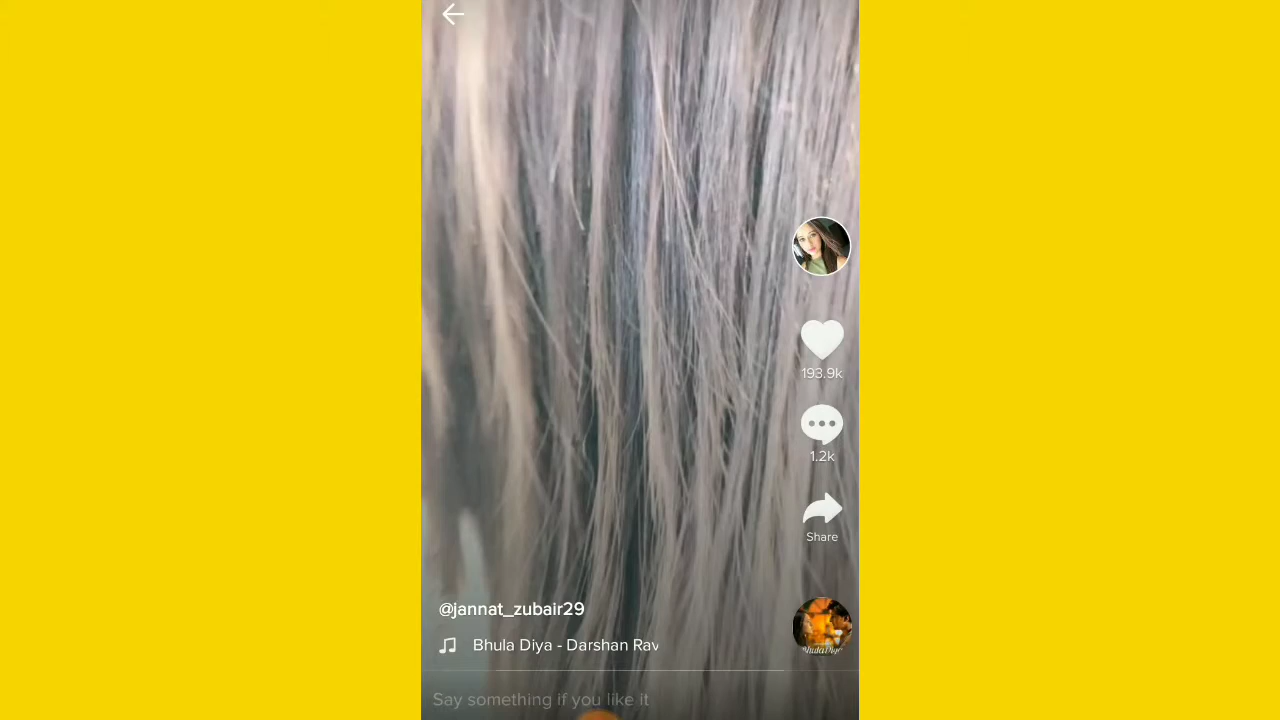 193.9k
1.2k
Share
@jannat_zubair29
Bhula Diya - Darshan Rav
Say something if you like it